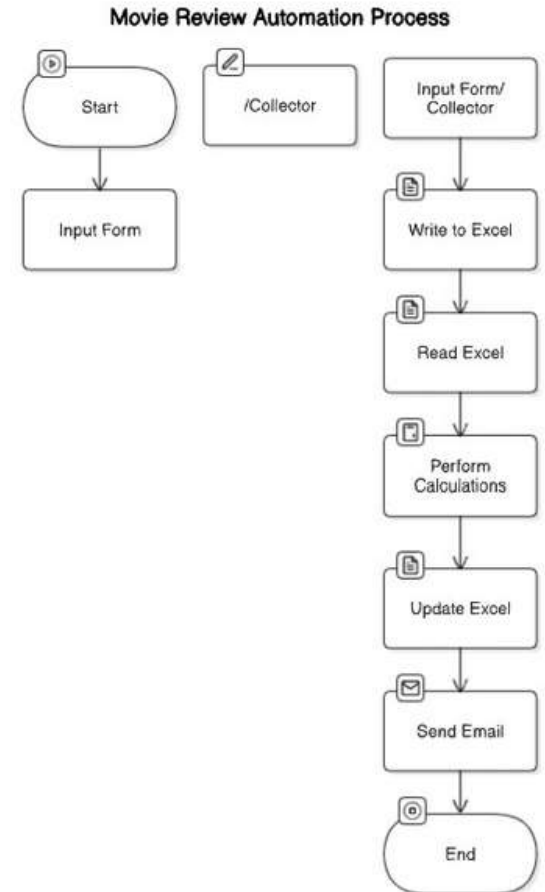 Movie Review Automation Process
Start
Input Form
/Collector
Input Form/
Collector
Write to Excel
Read Excel
Perform
Calculations
Update Excel
Send Email
End